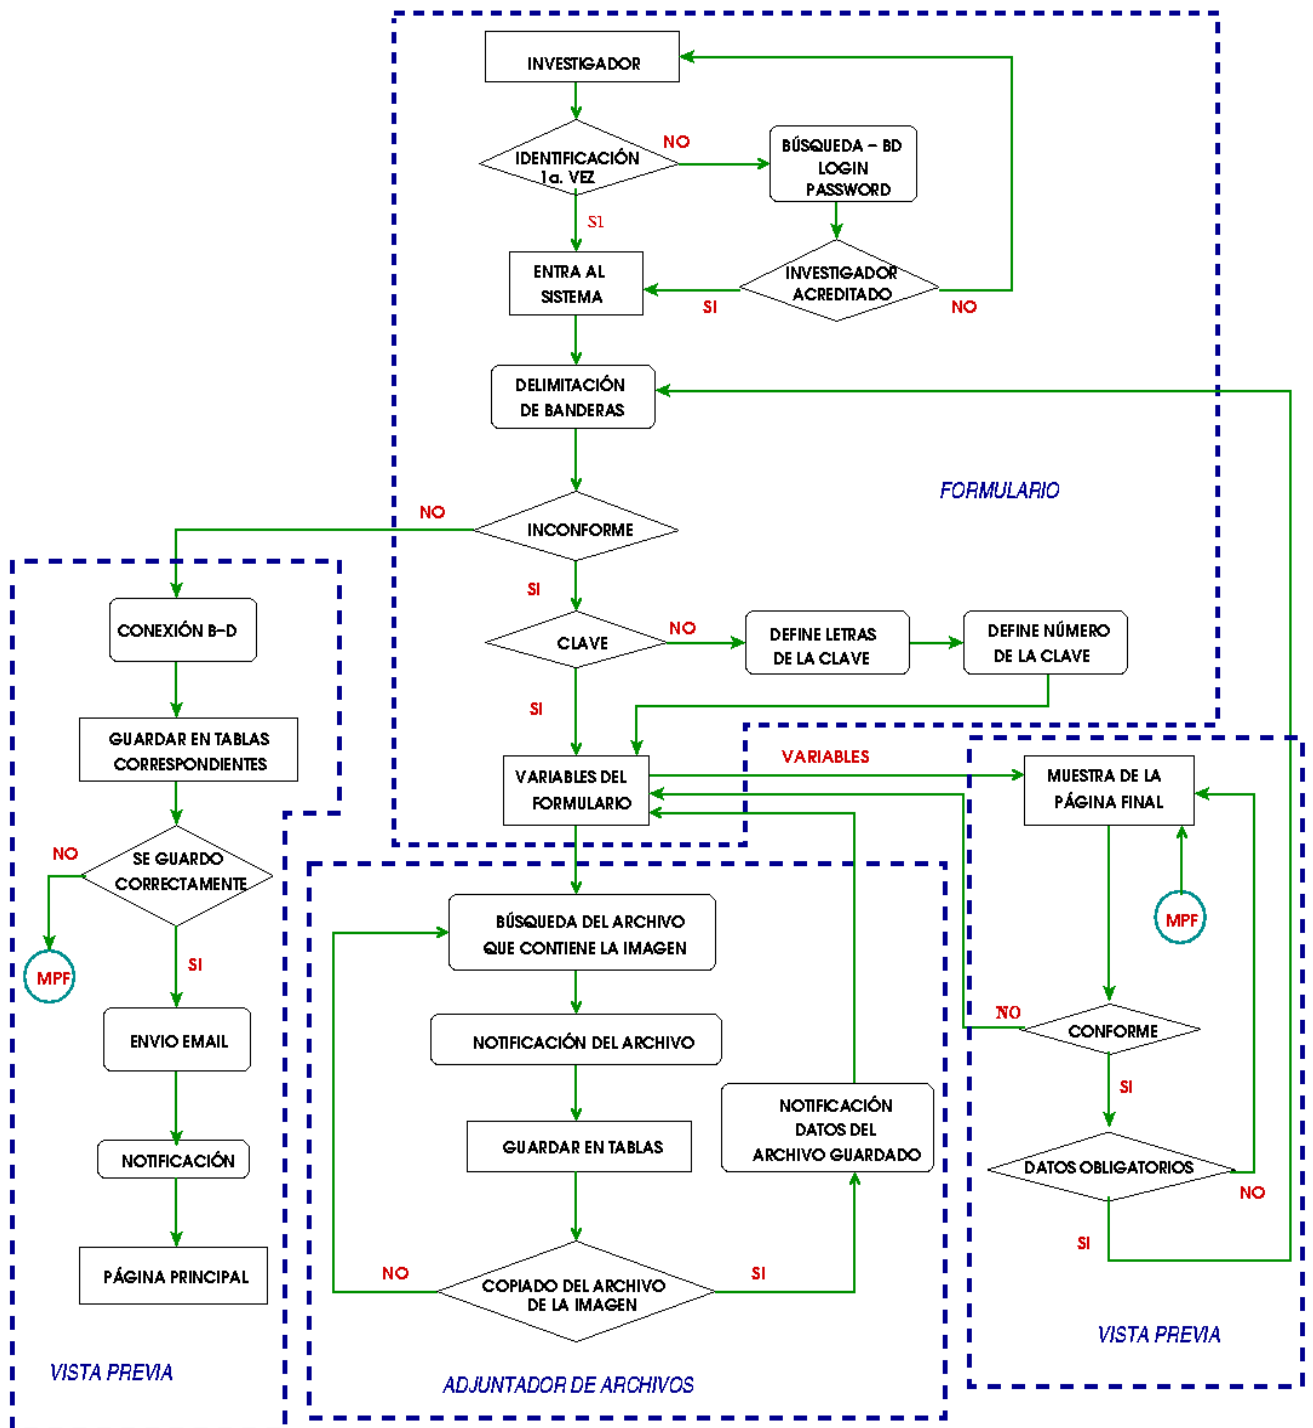 INVESTIGADOR
IDENTIFICACIÓN
1a. VEZ
NO
BÚSQUEDA - BD
LOGIN
PASSWORD
SI
ENTRA AL
SISTEMA
INVESTIGADOR
ACREDITADO
SI
NO
DELIMITACIÓN
DE BANDERAS
FORMULARIO
INCONFORME
NO
SI
CLAVE
NO
DEFINE LETRAS
DE LA CLAVE
DEFINE NÚMERO
DE LA CLAVE
SI
VARIABLES DEL
FORMULARIO
VARIABLES
CONEXIÓN B-D
GUARDAR EN TABLAS
CORRESPONDIENTES
SE GUARDO
CORRECTAMENTE
NO
MPF
SI
ENVIO EMAIL
NOTIFICACIÓN
PÁGINA PRINCIPAL
VISTA PREVIA
BÚSQUEDA DEL ARCHIVO
QUE CONTIENE LA IMAGEN
NOTIFICACIÓN DEL ARCHIVO
GUARDAR EN TABLAS
COPIADO DEL ARCHIVO
DE LA IMAGEN
NO
SI
NOTIFICACIÓN
DATOS DEL
ARCHIVO GUARDADO
ADJUNTADOR DE ARCHIVOS
MUESTRA DE LA
PÁGINA FINAL
MPF
CONFORME
NO
SI
DATOS OBLIGATORIOS
NO
SI
VISTA PREVIA